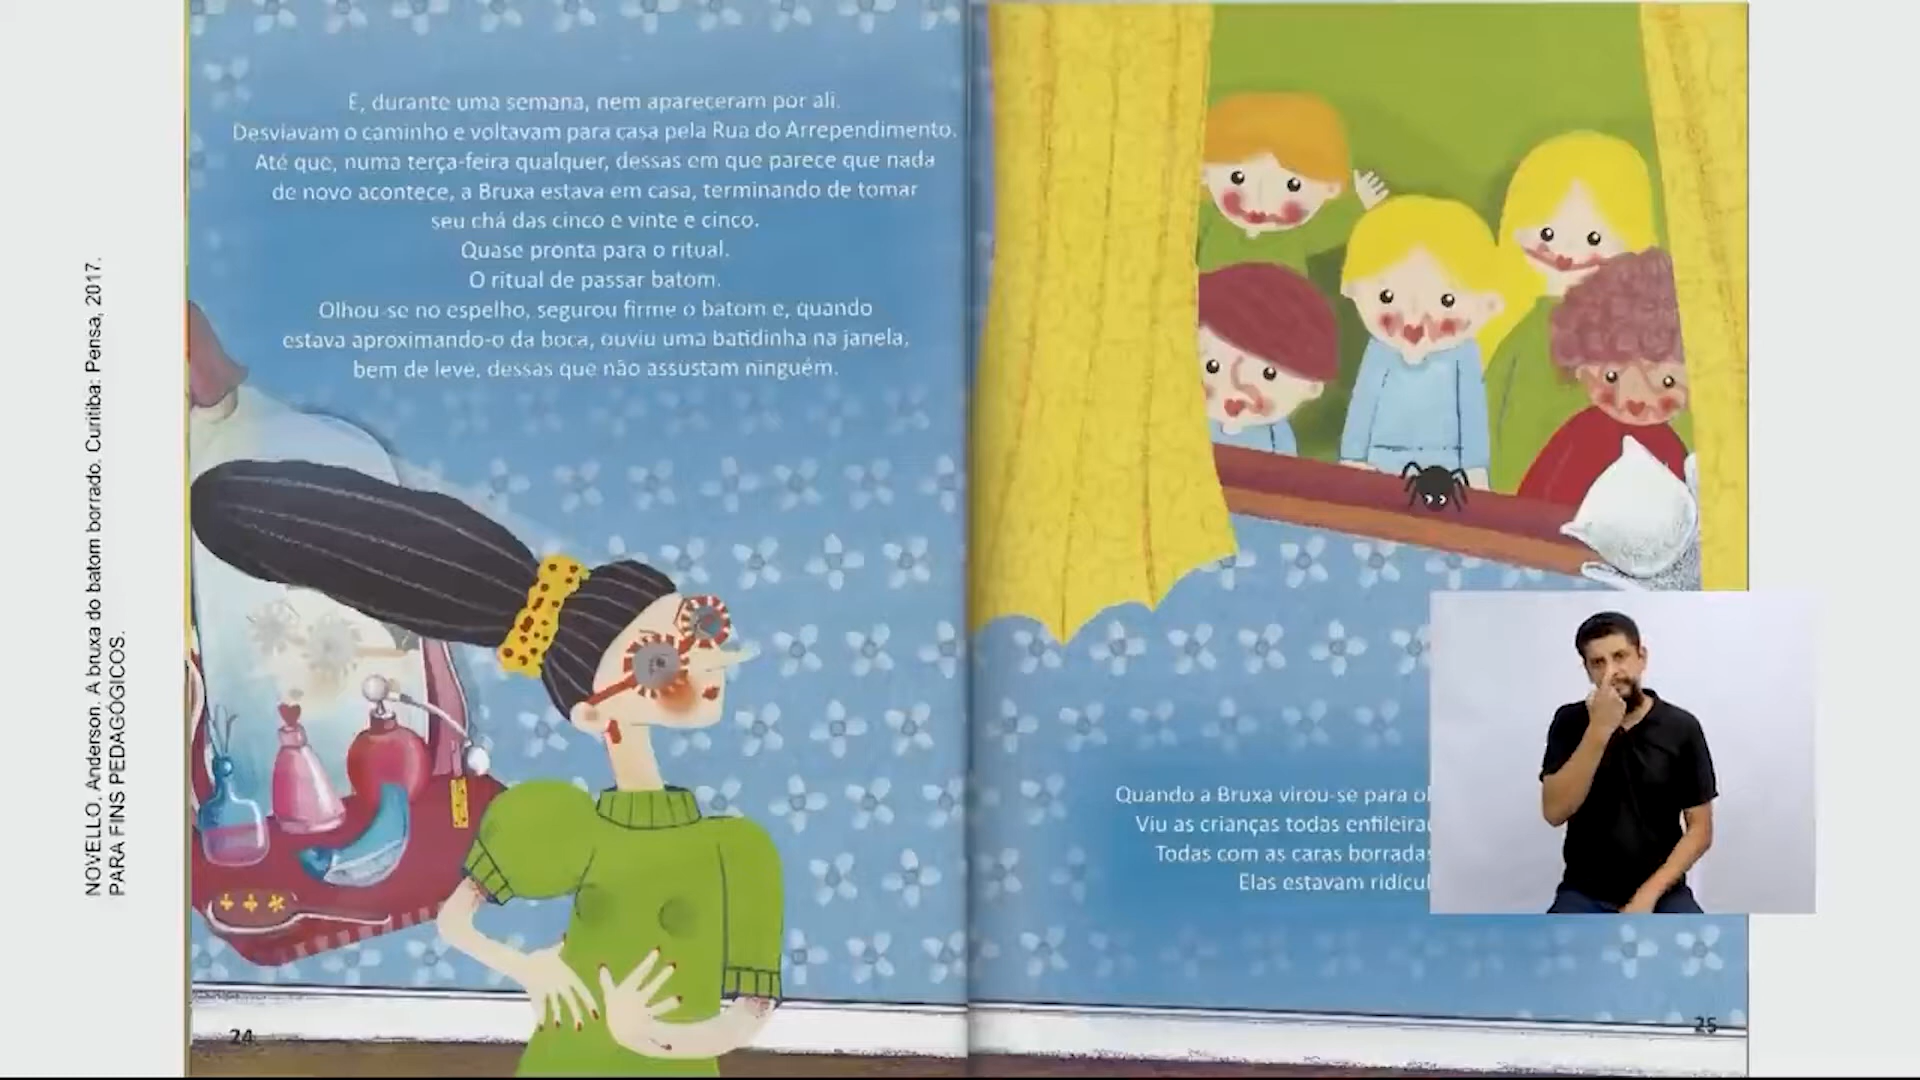 NOVELLO, Anderson. A bruxa do batom borrado. Curitiba: Pensa, 2017.
PARA FINS PEDAGÓGICOS.
E, durante uma semana, nem apareceram por ali.
Desviavam o caminho e voltavam para casa pela Rua do Arrependimento.
Até que, numa terça-feira qualquer, dessas em que parece que nada
de novo acontece, a Bruxa estava em casa, terminando de tomar
seu chá das cinco e vinte e cinco.
Quase pronta para o ritual.
O ritual de passar batom.
Olhou-se no espelho, segurou firme o batom e, quando
estava aproximando-o da boca, ouviu uma batidinha na janela,
bem de leve, dessas que não assustam ninguém.
24
Quando a Bruxa virou-se para
Viu as crianças todas
Todas com as caras borradas
Elas estavam
25